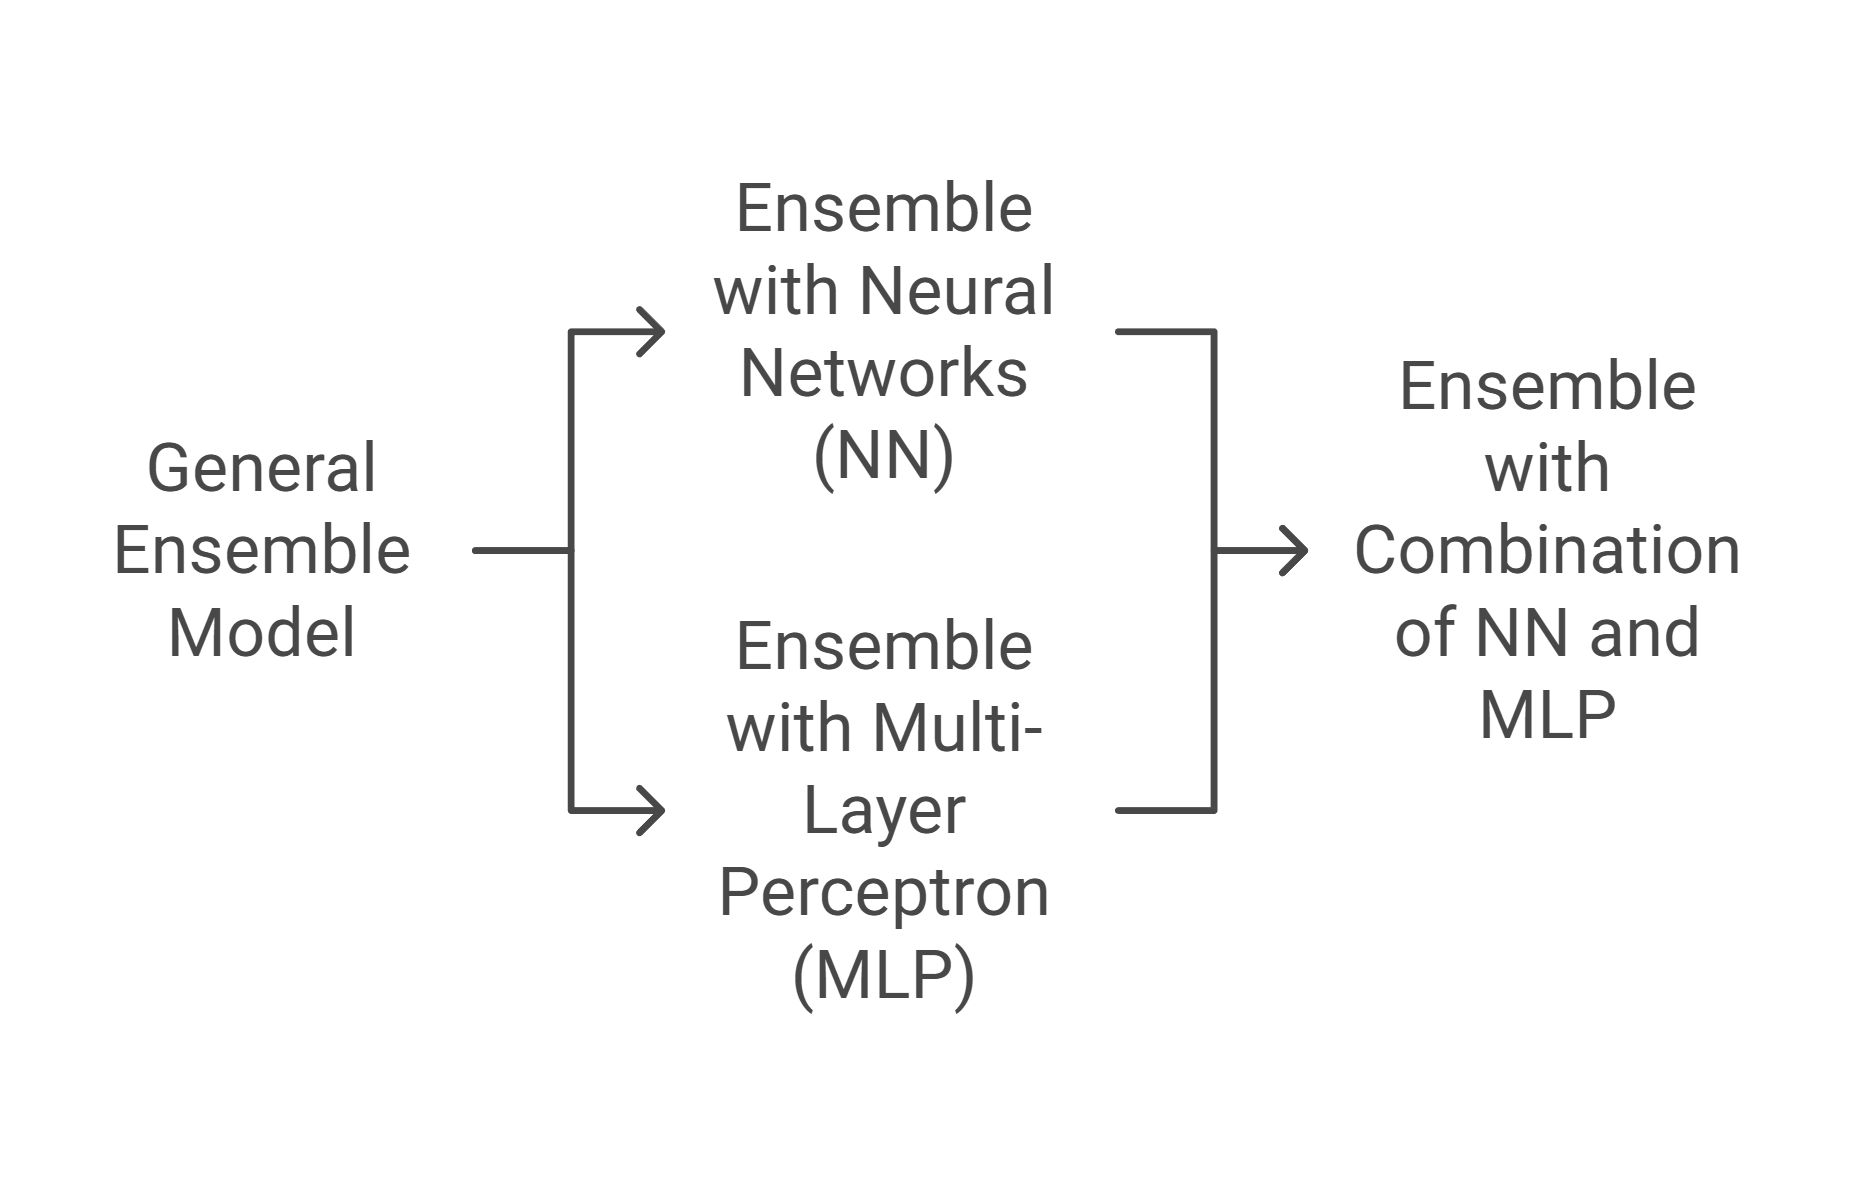 General
Ensemble
Model
Ensemble
with Neural
Networks
(NN)
Ensemble
with Multi-
Layer
Perceptron
(MLP)
Ensemble
with
Combination
of NN and
MLP